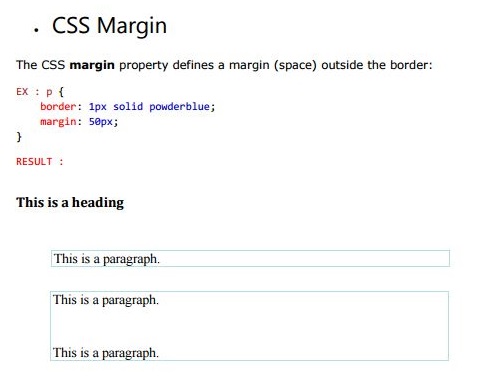 • CSS Margin
The CSS margin property defines a margin (space) outside the border:
EX : p {
border: 1px solid powderblue;
margin: 50px;
}
RESULT :
This is a heading
This is a paragraph.
This is a paragraph.
This is a paragraph.